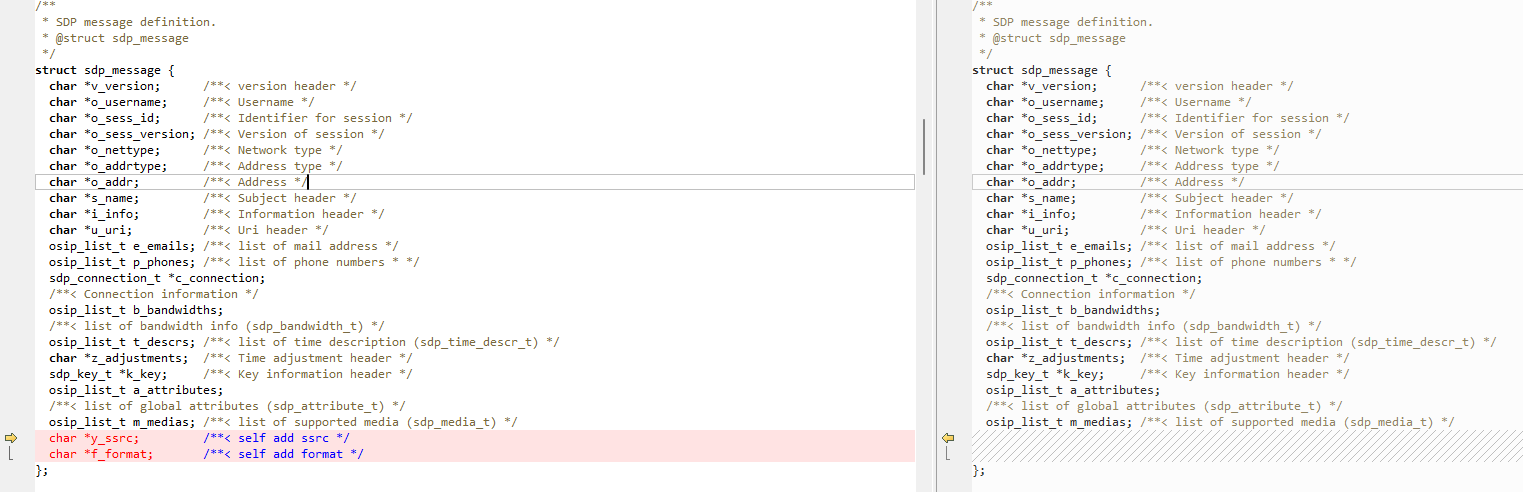 /**
 * SDP message definition.
 * @struct sdp_message
 */
struct sdp_message {
  char *v_version;      /**< version header */
  char *o_username;     /**< Username */
  char *o_sess_id;      /**< Identifier for session */
  char *o_sess_version; /**< Version of session */
  char *o_nettype;      /**< Network type */
  char *o_addrtype;     /**< Address type */
  char *o_addr;         /**< Address */
  char *s_name;         /**< Subject header */
  char *i_info;         /**< Information header */
  char *u_uri;          /**< Uri header */
  osip_list_t e_emails; /**< list of mail address */
  osip_list_t p_phones; /**< list of phone numbers * */
  sdp_connection_t *c_connection;
  /**< Connection information */
  osip_list_t b_bandwidths;
  /**< list of bandwidth info (sdp_bandwidth_t) */
  osip_list_t t_descrs; /**< list of time description (sdp_time_descr_t) */
  char *z_adjustments;  /**< Time adjustment header */
  sdp_key_t *k_key;     /**< Key information header */
  osip_list_t a_attributes;
  /**< list of global attributes (sdp_attribute_t) */
  osip_list_t m_medias; /**< list of supported media (sdp_media_t) */
  char *y_ssrc;         /**< self add ssrc */
  char *f_format;       /**< self add format */
};
/**
 * SDP message definition.
 * @struct sdp_message
 */
struct sdp_message {
  char *v_version;      /**< version header */
  char *o_username;     /**< Username */
  char *o_sess_id;      /**< Identifier for session */
  char *o_sess_version; /**< Version of session */
  char *o_nettype;      /**< Network type */
  char *o_addrtype;     /**< Address type */
  char *o_addr;         /**< Address */
  char *s_name;         /**< Subject header */
  char *i_info;         /**< Information header */
  char *u_uri;          /**< Uri header */
  osip_list_t e_emails; /**< list of mail address */
  osip_list_t p_phones; /**< list of phone numbers * */
  sdp_connection_t *c_connection;
  /**< Connection information */
  osip_list_t b_bandwidths;
  /**< list of bandwidth info (sdp_bandwidth_t) */
  osip_list_t t_descrs; /**< list of time description (sdp_time_descr_t) */
  char *z_adjustments;  /**< Time adjustment header */
  sdp_key_t *k_key;     /**< Key information header */
  osip_list_t a_attributes;
  /**< list of global attributes (sdp_attribute_t) */
  osip_list_t m_medias; /**< list of supported media (sdp_media_t) */
};